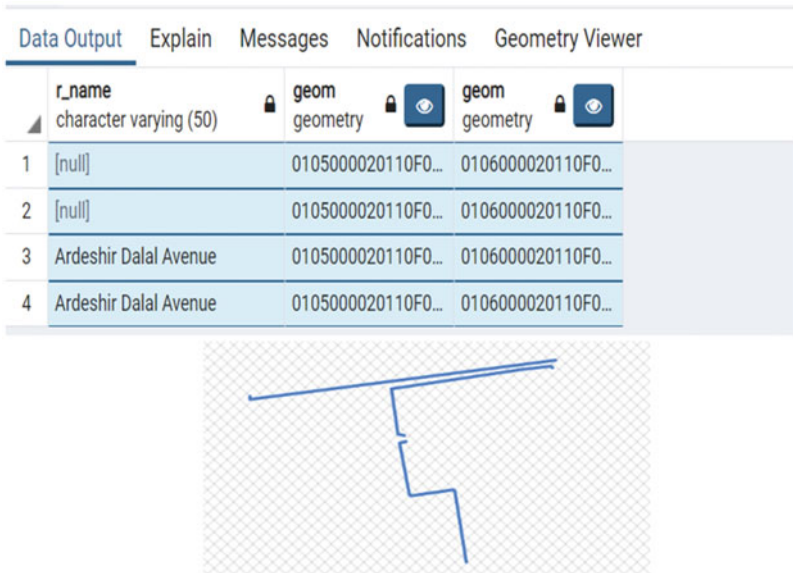 Data Output Explain Messages Notifications Geometry Viewer
r_name geom geom
character varying (50) geometry geometry
1 [null] 0105000020110F0... 0106000020110F0...
2 [null] 0105000020110F0... 0106000020110F0...
3 Ardeshir Dalal Avenue 0105000020110F0... 0106000020110F0...
4 Ardeshir Dalal Avenue 0105000020110F0... 0106000020110F0...